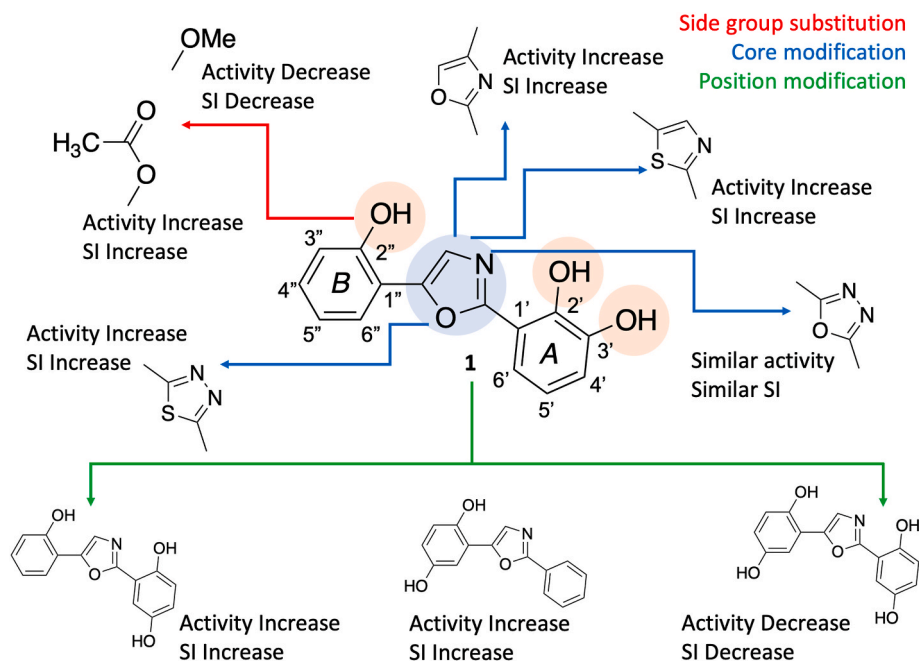 Side group substitution
Core modification
Position modification
OMe
Activity Decrease
SI Decrease
O
H₃C
O
Activity Increase
SI Increase
N
O
Activity Increase
SI Increase
N
S
Activity Increase
SI Increase
OH
3”
2”
4”
B
1”
5”
6”
N
O
1’
OH
2’
OH
3’
A
4’
5’
6’
1
N
N
O
Similar activity
Similar SI
Activity Increase
SI Increase
N
N
S
OH
N
O
OH
HO
Activity Increase
SI Increase
OH
N
O
HO
Activity Increase
SI Increase
OH
N
O
OH
HO
HO
Activity Decrease
SI Decrease